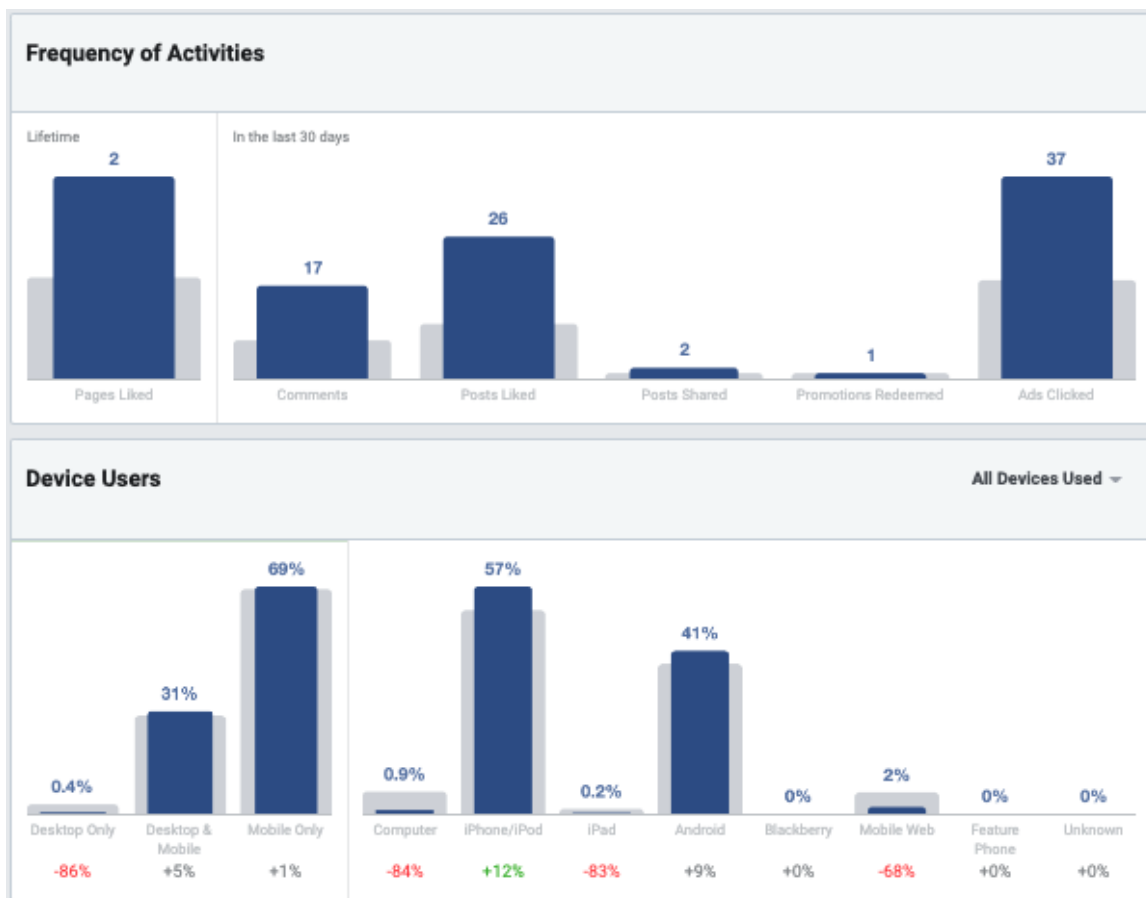 Frequency of Activities
Lifetime
In the last 30 days
2
17
26
2
1
37
Pages Liked
Comments
Posts Liked
Posts Shared
Promotions Redeemed
Ads Clicked
Device Users
All Devices Used
0.4%
31%
69%
0.9%
57%
0.2%
41%
0%
2%
0%
0%
Desktop Only
Desktop &
Mobile
Mobile Only
Computer
iPhone/iPod
iPad
Android
Blackberry
Mobile Web
Feature
Phone
Unknown
-86%
+5%
+1%
-84%
+12%
-83%
+9%
+0%
-68%
+0%
+0%